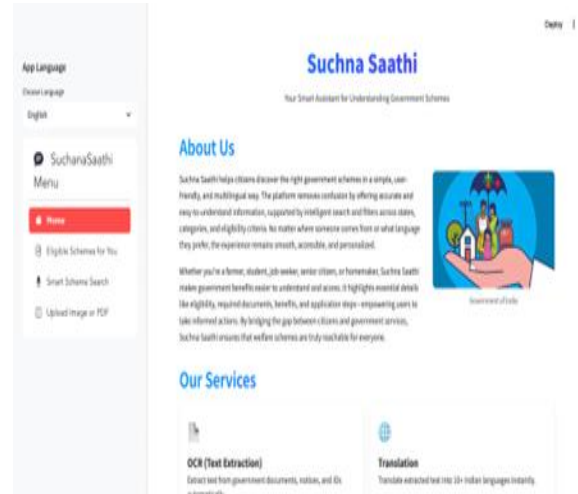 Deploy
App Language
Choose Language
English
SuchanaSaathi
Menu
Home
Eligible Schemes for You
Smart Scheme Search
Upload Image or PDF
Suchna Saathi
Your Smart Assistant for Understanding Government Schemes
About Us
Suchna Saathi helps citizens discover the right government schemes in a simple, user-
friendly, and multilingual way. The platform removes confusion by offering accurate and
easy-to-understand information, supported by intelligent search and filters across states,
categories, and eligibility criteria. No matter where someone comes from or what language
they prefer, the experience remains smooth, accessible, and personalized.
Whether you're a farmer, student, job seeker, senior citizen, or homemaker, Suchna Saathi
makes government benefits easier to understand and access. It highlights essential details
like eligibility, required documents, benefits, and application steps - empowering users to
take informed actions. By bridging the gap between citizens and government services,
Suchna Saathi ensures that welfare schemes are truly reachable for everyone.
Government of India
Our Services
OCR (Text Extraction)
Extract text from government documents, notices, and IDs
automatically.
Translation
Translate extracted text into 10+ Indian languages instantly.